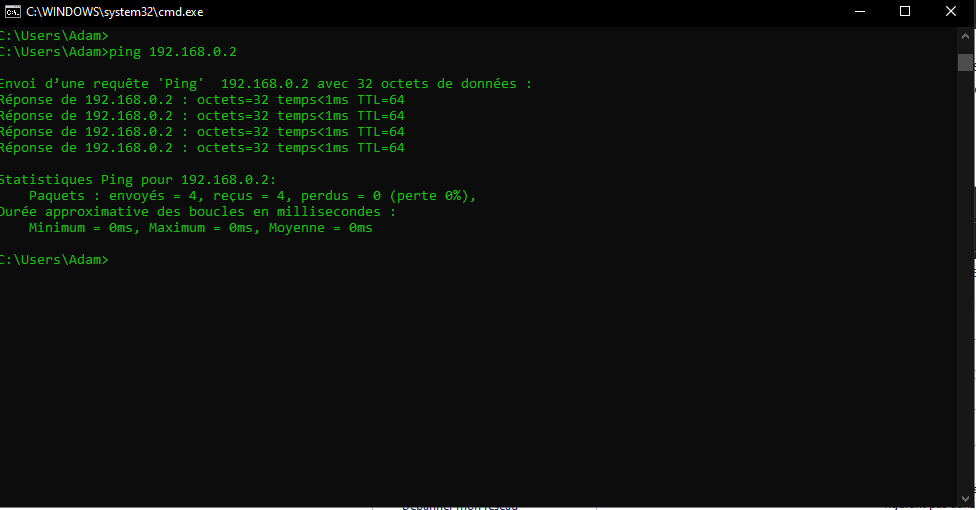 C:\WINDOWS\system32\cmd.exe
C:\Users\Adam>
C:\Users\Adam>ping 192.168.0.2
Envoi d’une requête 'Ping'  192.168.0.2 avec 32 octets de données :
Réponse de 192.168.0.2 : octets=32 temps<1ms TTL=64
Réponse de 192.168.0.2 : octets=32 temps<1ms TTL=64
Réponse de 192.168.0.2 : octets=32 temps<1ms TTL=64
Réponse de 192.168.0.2 : octets=32 temps<1ms TTL=64
Statistiques Ping pour 192.168.0.2:
    Paquets : envoyés = 4, reçus = 4, perdus = 0 (perte 0%),
Durée approximative des boucles en millisecondes :
    Minimum = 0ms, Maximum = 0ms, Moyenne = 0ms
C:\Users\Adam>
Dépanner mon réseau